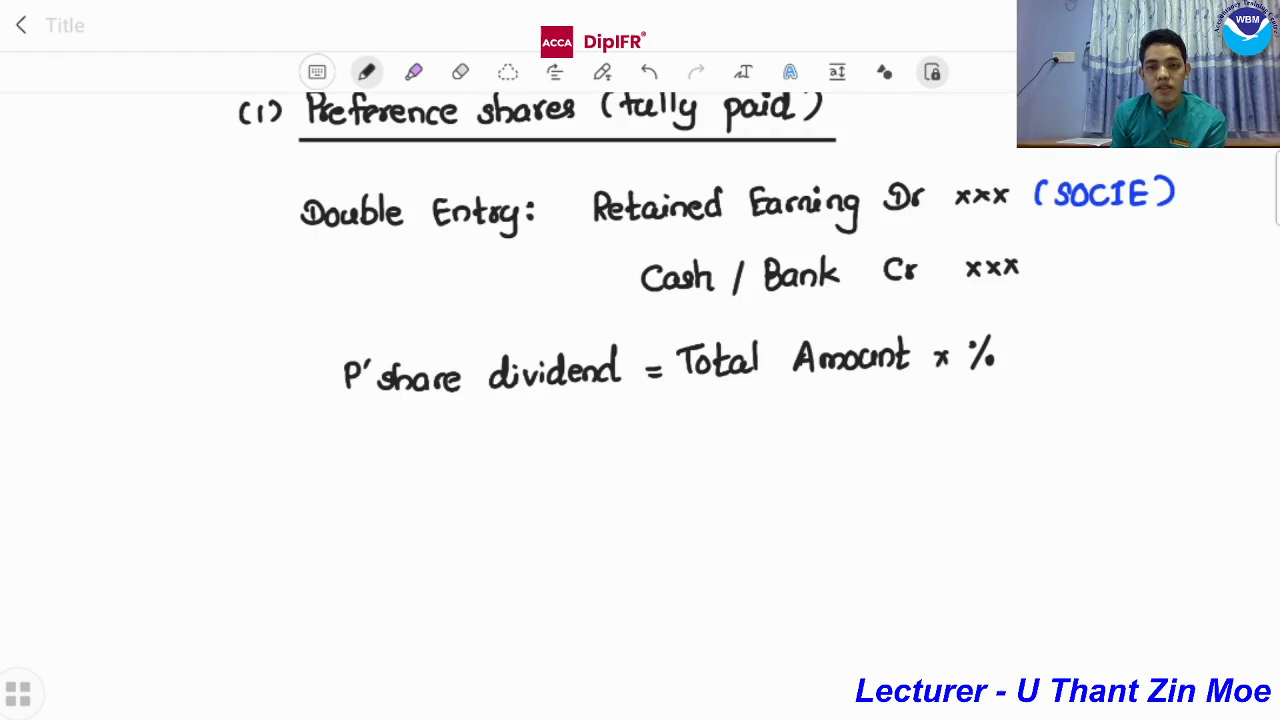 Title
ACCA DipIFR®
WBM
(1) Preference shares (fully paid)
Double Entry: Retained Earning Dr xxx (SOCIE)
Cash / Bank Cr xxx
P' share dividend = Total Amount x %
Lecturer - U Thant Zin Moe